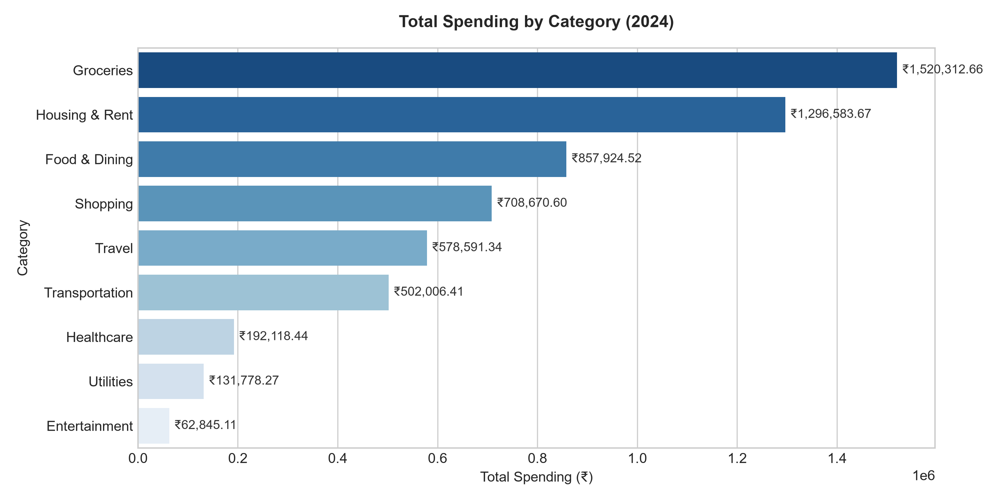 Total Spending by Category (2024)
Groceries ₹1,520,312.66
Housing & Rent ₹1,296,583.67
Food & Dining ₹857,924.52
Shopping ₹708,670.60
Travel ₹578,591.34
Transportation ₹502,006.41
Healthcare ₹192,118.44
Utilities ₹131,778.27
Entertainment ₹62,845.11
Category
0.0 0.2 0.4 0.6 0.8 1.0 1.2 1.4
Total Spending (₹)
1e6